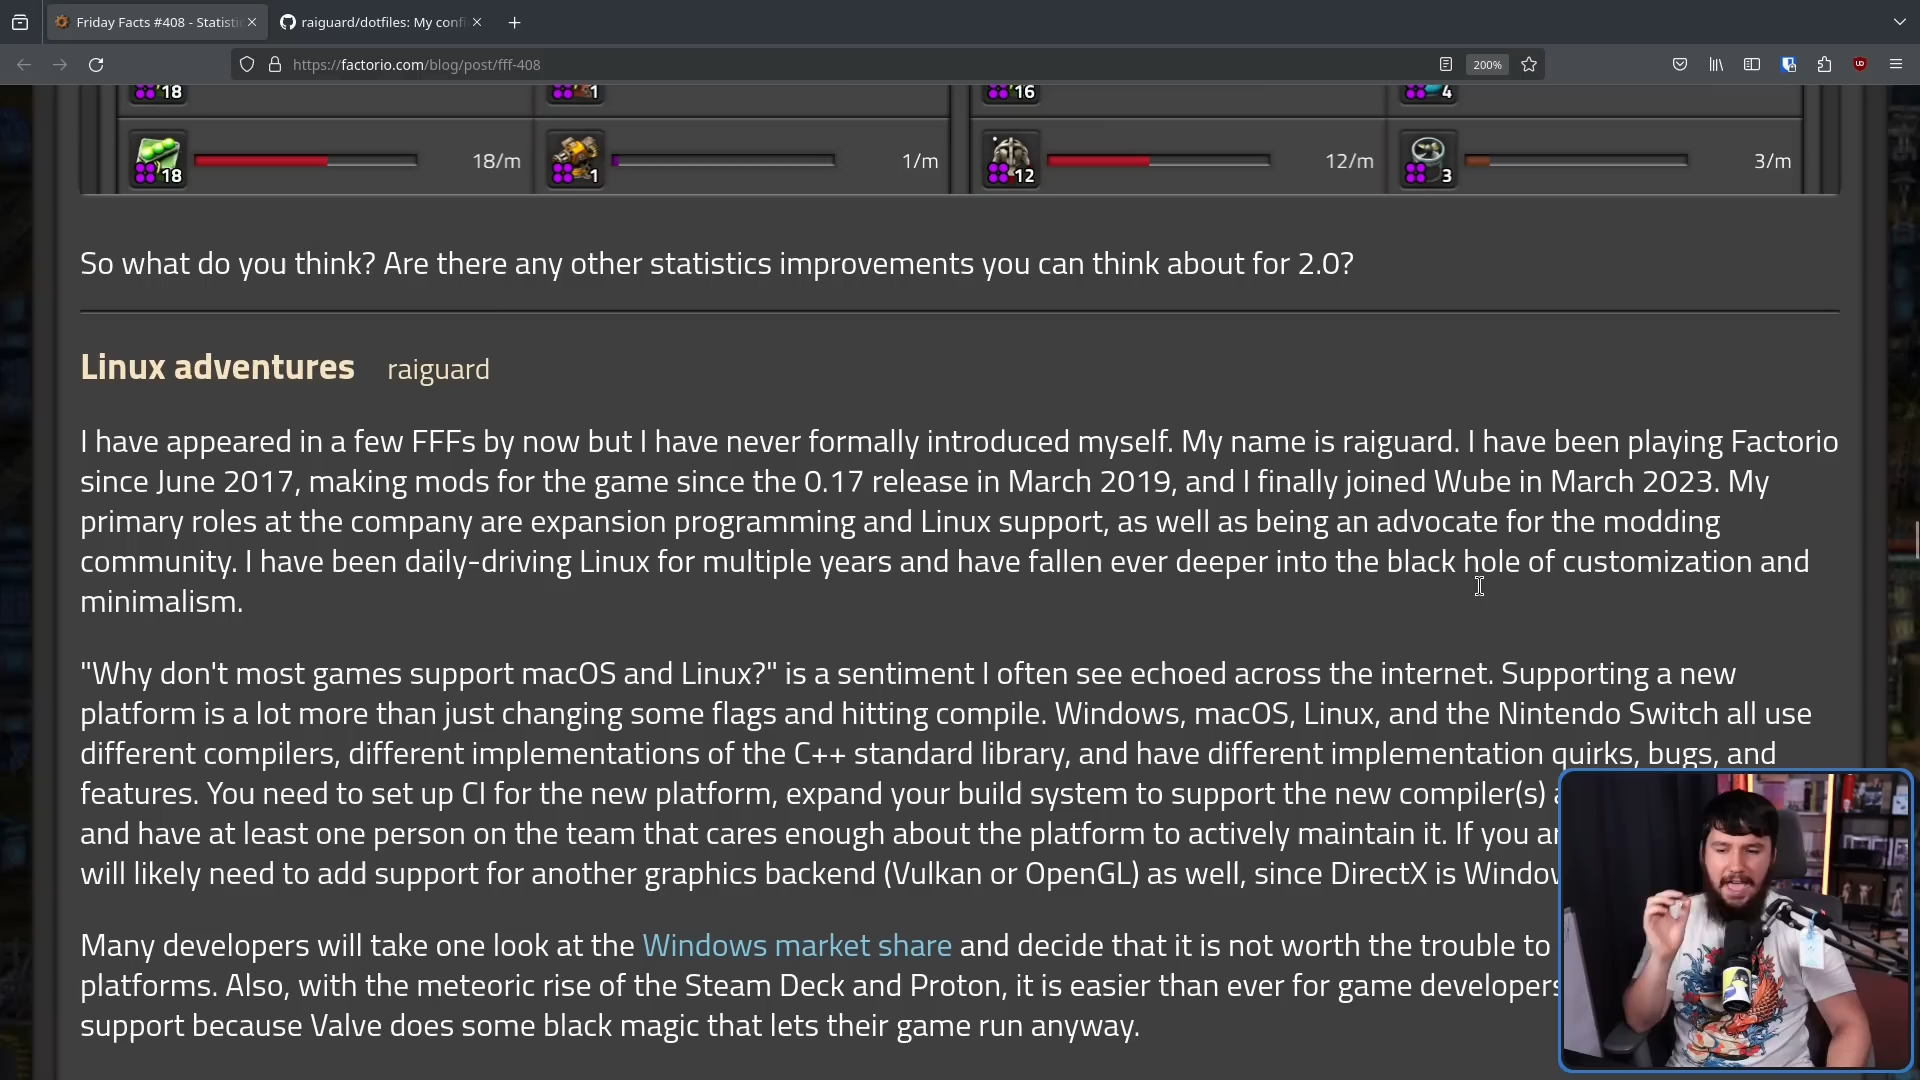 Friday Facts #408 - Statisti
raiguard/dotfiles: My confi
https://factorio.com/blog/post/fff-408
200%
18
1
16
4
18
18/m
1
1/m
12
12/m
3
3/m
So what do you think? Are there any other statistics improvements you can think about for 2.0?
Linux adventures raiguard
I have appeared in a few FFFs by now but I have never formally introduced myself. My name is raiguard. I have been playing Factorio
since June 2017, making mods for the game since the 0.17 release in March 2019, and I finally joined Wube in March 2023. My
primary roles at the company are expansion programming and Linux support, as well as being an advocate for the modding
community. I have been daily-driving Linux for multiple years and have fallen ever deeper into the black hole of customization and
minimalism.
"Why don't most games support macOS and Linux?" is a sentiment I often see echoed across the internet. Supporting a new
platform is a lot more than just changing some flags and hitting compile. Windows, macOS, Linux, and the Nintendo Switch all use
different compilers, different implementations of the C++ standard library, and have different implementation quirks, bugs, and
features. You need to set up CI for the new platform, expand your build system to support the new compiler(s)
and have at least one person on the team that cares enough about the platform to actively maintain it. If you
will likely need to add support for another graphics backend (Vulkan or OpenGL) as well, since DirectX is
Many developers will take one look at the Windows market share and decide that it is not worth the trouble to
platforms. Also, with the meteoric rise of the Steam Deck and Proton, it is easier than ever for game developers
support because Valve does some black magic that lets their game run anyway.